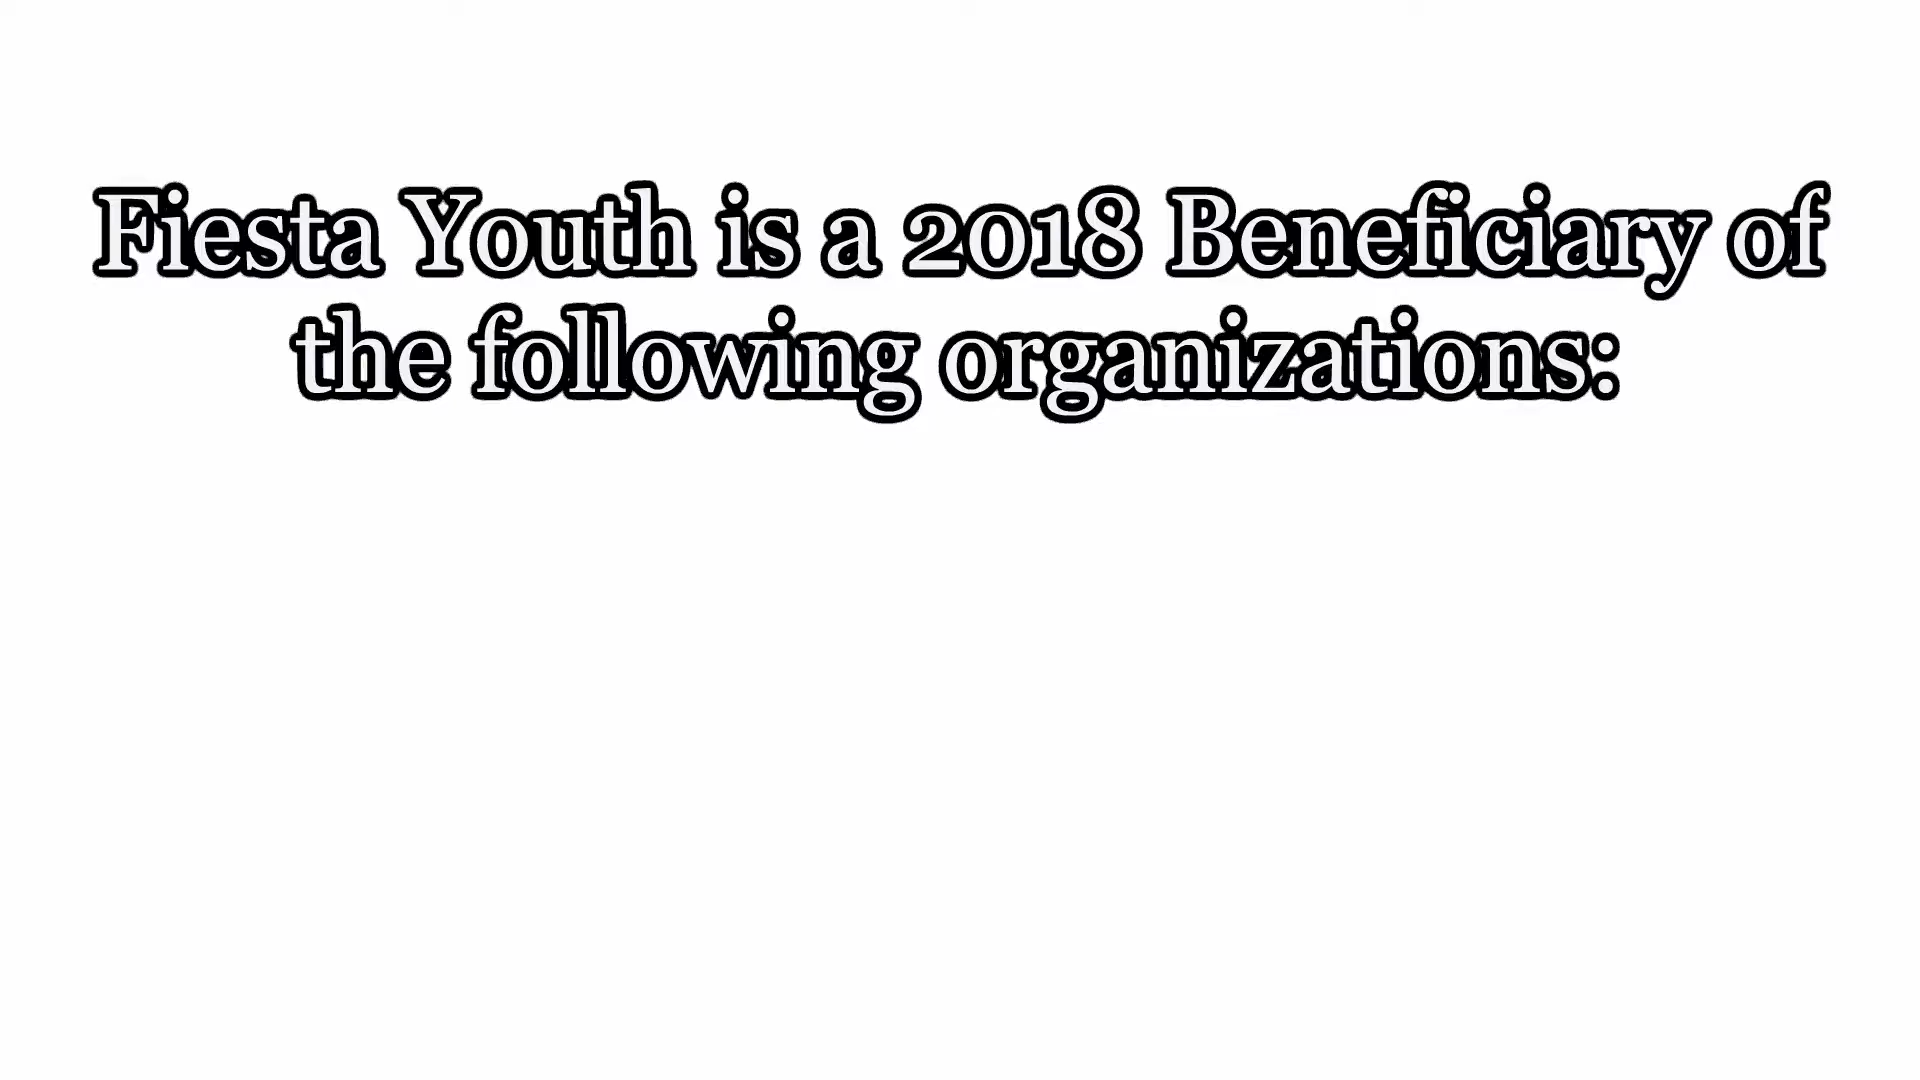 Fiesta Youth is a 2018 Beneficiary of
the following organizations: